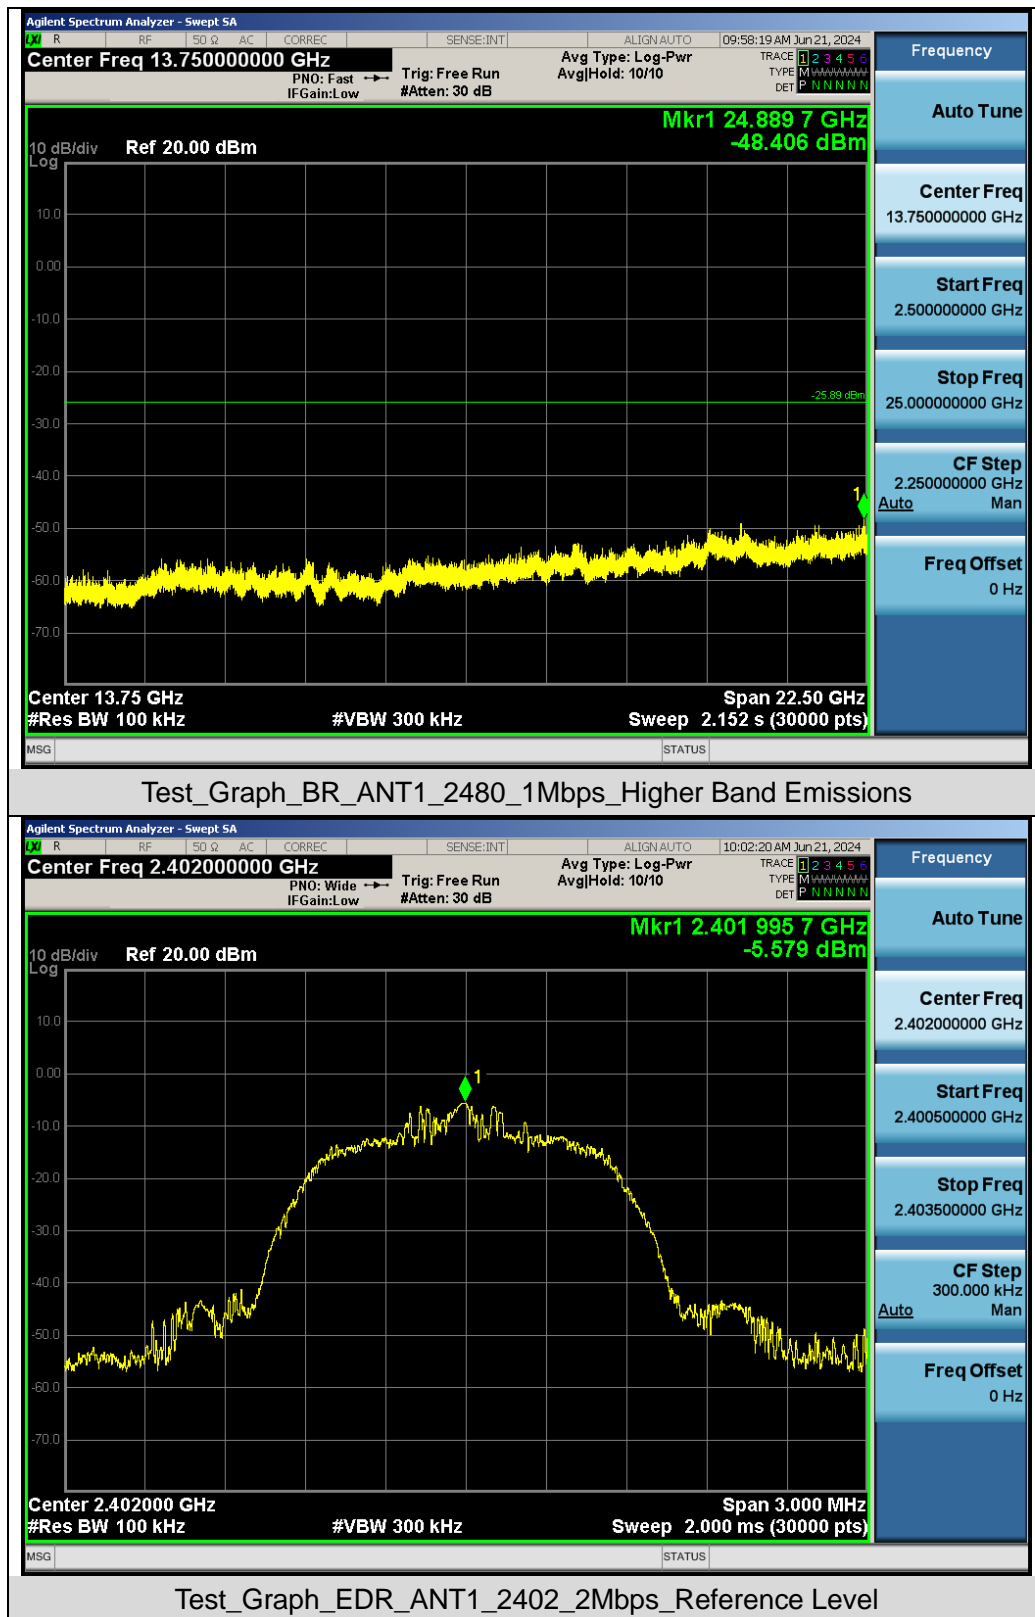 Agilent Spectrum Analyzer - Swept SA
LXI R RF 50 Ω AC CORREC SENSE:INT ALIGN AUTO 09:58:19 AM Jun 21, 2024
Center Freq 13.750000000 GHz
PNO: Fast
IFGain:Low
Trig: Free Run
#Atten: 30 dB
Avg Type: Log-Pwr
Avg|Hold: 10/10
TRACE 1 2 3 4 5 6
TYPE M
DET P N N N N N
Mkr1 24.889 7 GHz
-48.406 dBm
10 dB/div Ref 20.00 dBm
Log
10.0
0.00
-10.0
-20.0
-25.89 dBm
-30.0
-40.0
1
-50.0
-60.0
-70.0
Center 13.75 GHz Span 22.50 GHz
#Res BW 100 kHz #VBW 300 kHz Sweep 2.152 s (30000 pts)
MSG STATUS
Frequency
Auto Tune
Center Freq
13.750000000 GHz
Start Freq
2.500000000 GHz
Stop Freq
25.000000000 GHz
CF Step
2.250000000 GHz
Auto Man
Freq Offset
0 Hz
Test_Graph_BR_ANT1_2480_1Mbps_Higher Band Emissions
Agilent Spectrum Analyzer - Swept SA
LXI R RF 50 Ω AC CORREC SENSE:INT ALIGN AUTO 10:02:20 AM Jun 21, 2024
Center Freq 2.402000000 GHz
PNO: Wide
IFGain:Low
Trig: Free Run
#Atten: 30 dB
Avg Type: Log-Pwr
Avg|Hold: 10/10
TRACE 1 2 3 4 5 6
TYPE M
DET P N N N N N
Mkr1 2.401 995 7 GHz
-5.579 dBm
10 dB/div Ref 20.00 dBm
Log
10.0
0.00
1
-10.0
-20.0
-30.0
-40.0
-50.0
-60.0
-70.0
Center 2.402000 GHz Span 3.000 MHz
#Res BW 100 kHz #VBW 300 kHz Sweep 2.000 ms (30000 pts)
MSG STATUS
Frequency
Auto Tune
Center Freq
2.402000000 GHz
Start Freq
2.400500000 GHz
Stop Freq
2.403500000 GHz
CF Step
300.000 kHz
Auto Man
Freq Offset
0 Hz
Test_Graph_EDR_ANT1_2402_2Mbps_Reference Level